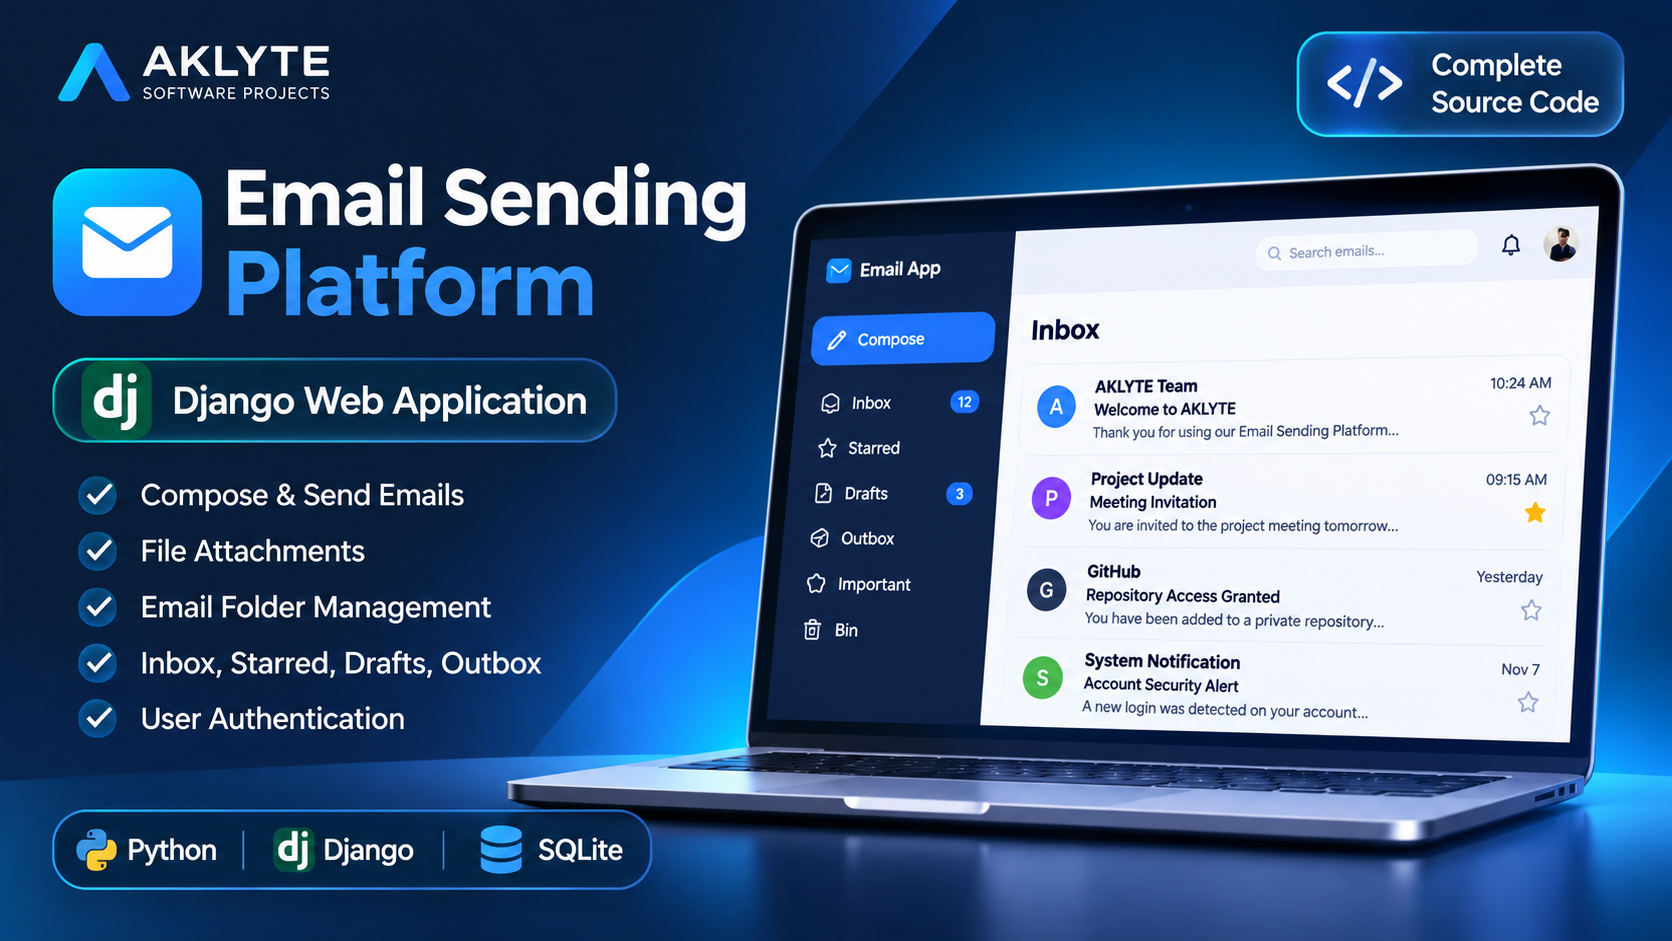 AKLYTE
SOFTWARE PROJECTS
</>
Complete
Source Code
Email Sending
Platform
dj Django Web Application
Compose & Send Emails
File Attachments
Email Folder Management
Inbox, Starred, Drafts, Outbox
User Authentication
Python
dj Django
SQLite
Email App
Compose
Inbox 12
Starred
Drafts 3
Outbox
Important
Bin
Search emails...
Inbox
A
AKLYTE Team
10:24 AM
Welcome to AKLYTE
Thank you for using our Email Sending Platform...
P
Project Update
09:15 AM
Meeting Invitation
You are invited to the project meeting tomorrow...
G
GitHub
Yesterday
Repository Access Granted
You have been added to a private repository...
S
System Notification
Nov 7
Account Security Alert
A new login was detected on your account...